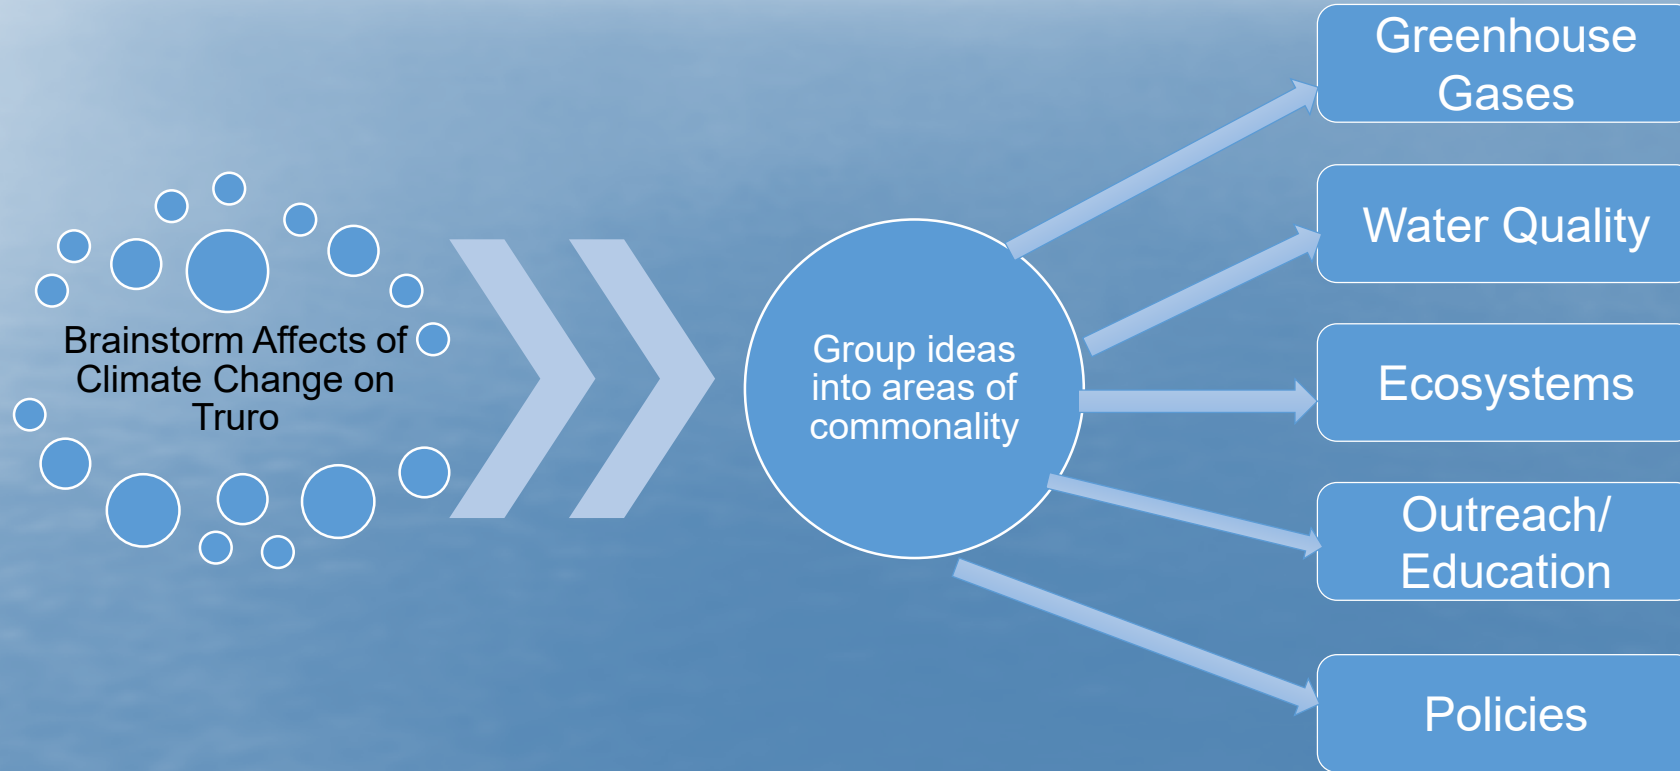 Brainstorm Affects of
Climate Change on
Truro
Group ideas
into areas of
commonality
Greenhouse
Gases
Water Quality
Ecosystems
Outreach/
Education
Policies